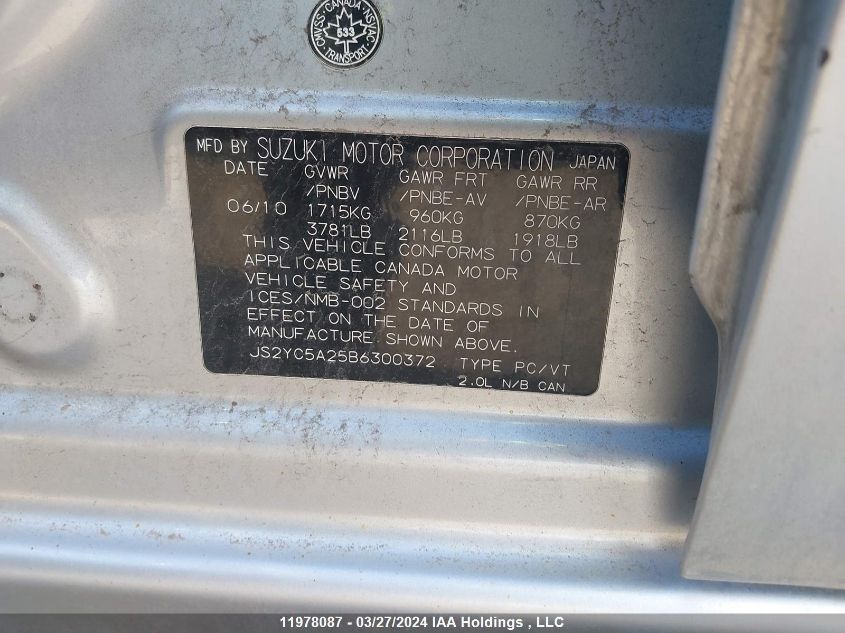 CMVSS · CANADA · NSVAC
533
TRANSPORT
MFD BY SUZUKI MOTOR CORPORATION JAPAN
DATE GVWR GAWR FRT GAWR RR
/PNBV /PNBE-AV /PNBE-AR
06/10 1715KG 960KG 870KG
3781LB 2116LB 1918LB
THIS VEHICLE CONFORMS TO ALL
APPLICABLE CANADA MOTOR
VEHICLE SAFETY AND
ICES/NMB-002 STANDARDS IN
EFFECT ON THE DATE OF
MANUFACTURE SHOWN ABOVE.
JS2YC5A25B6300372 TYPE PC/VT
2.0L N/B CAN
11978087 - 03/27/2024 IAA Holdings , LLC